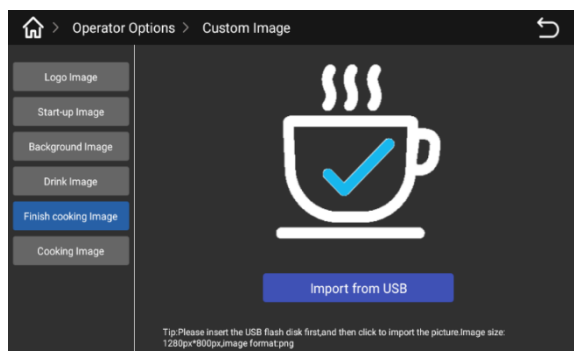 > Operator Options > Custom Image
Logo Image
Start-up Image
Background Image
Drink Image
Finish cooking Image
Cooking Image
Import from USB
Tip:Please insert the USB flash disk first,and then click to import the picture.Image size:
1280px*800px,image format:png